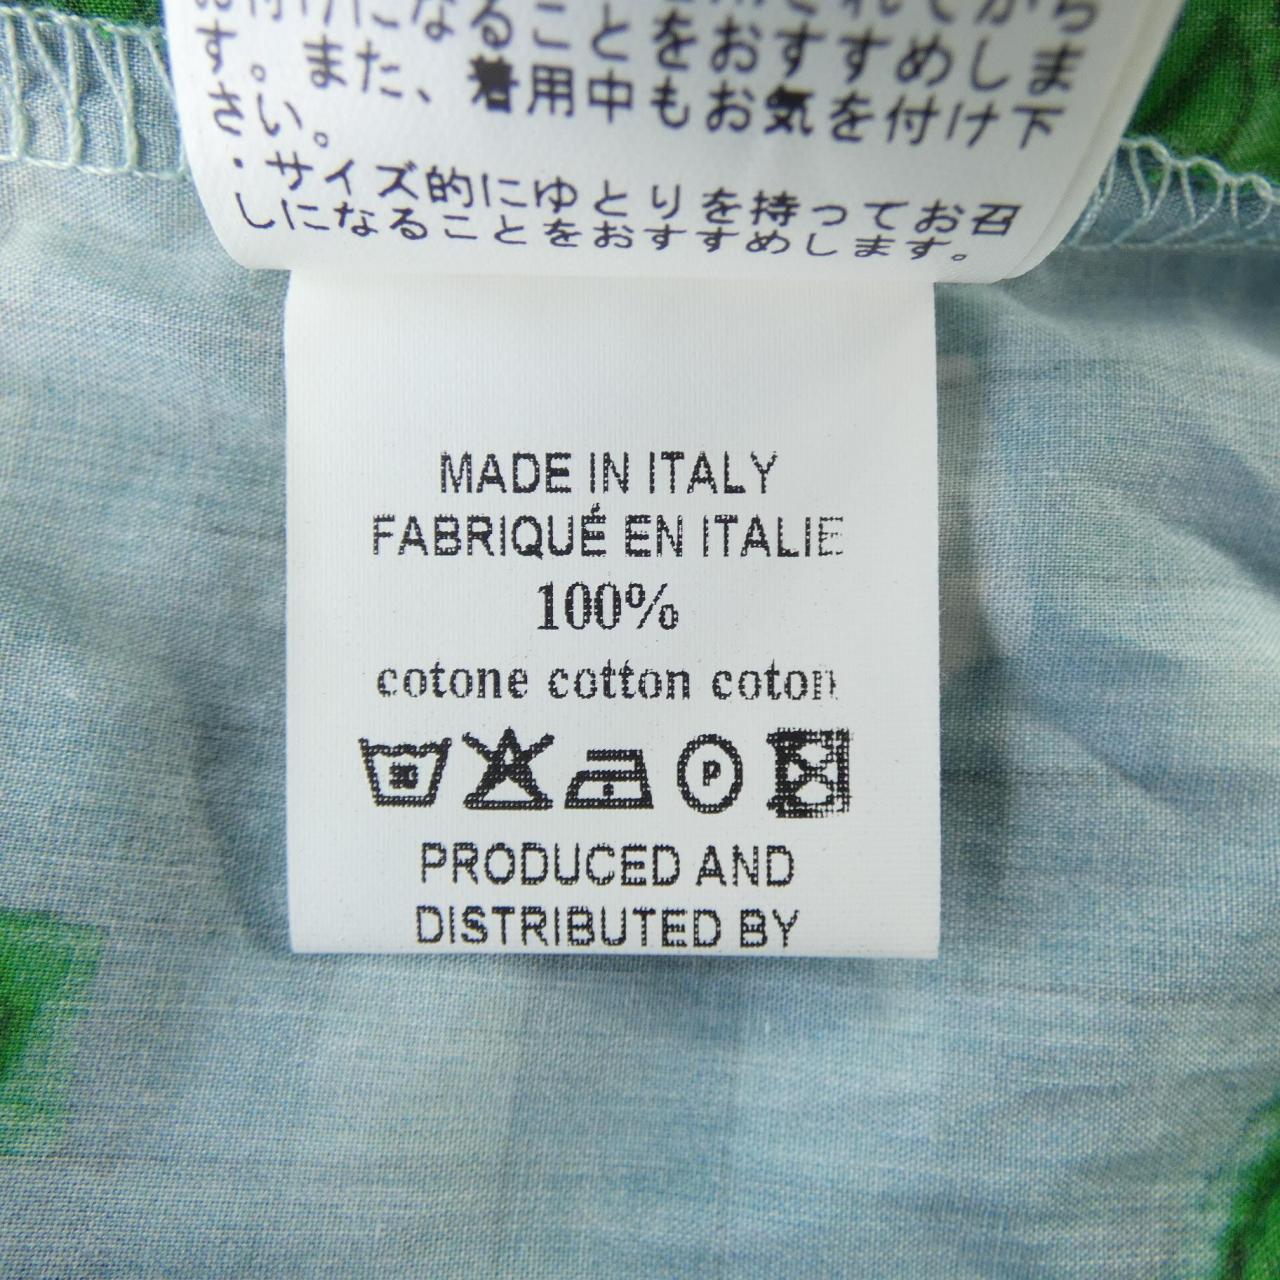 お付けになることをおすすめしま
す。また、着用中もお気を付け下
さい。
・サイズ的にゆとりを持ってお召
しになることをおすすめします。
MADE IN ITALY
FABRIQUÉ EN ITALIE
100%
cotone cotton coton
P
PRODUCED AND
DISTRIBUTED BY